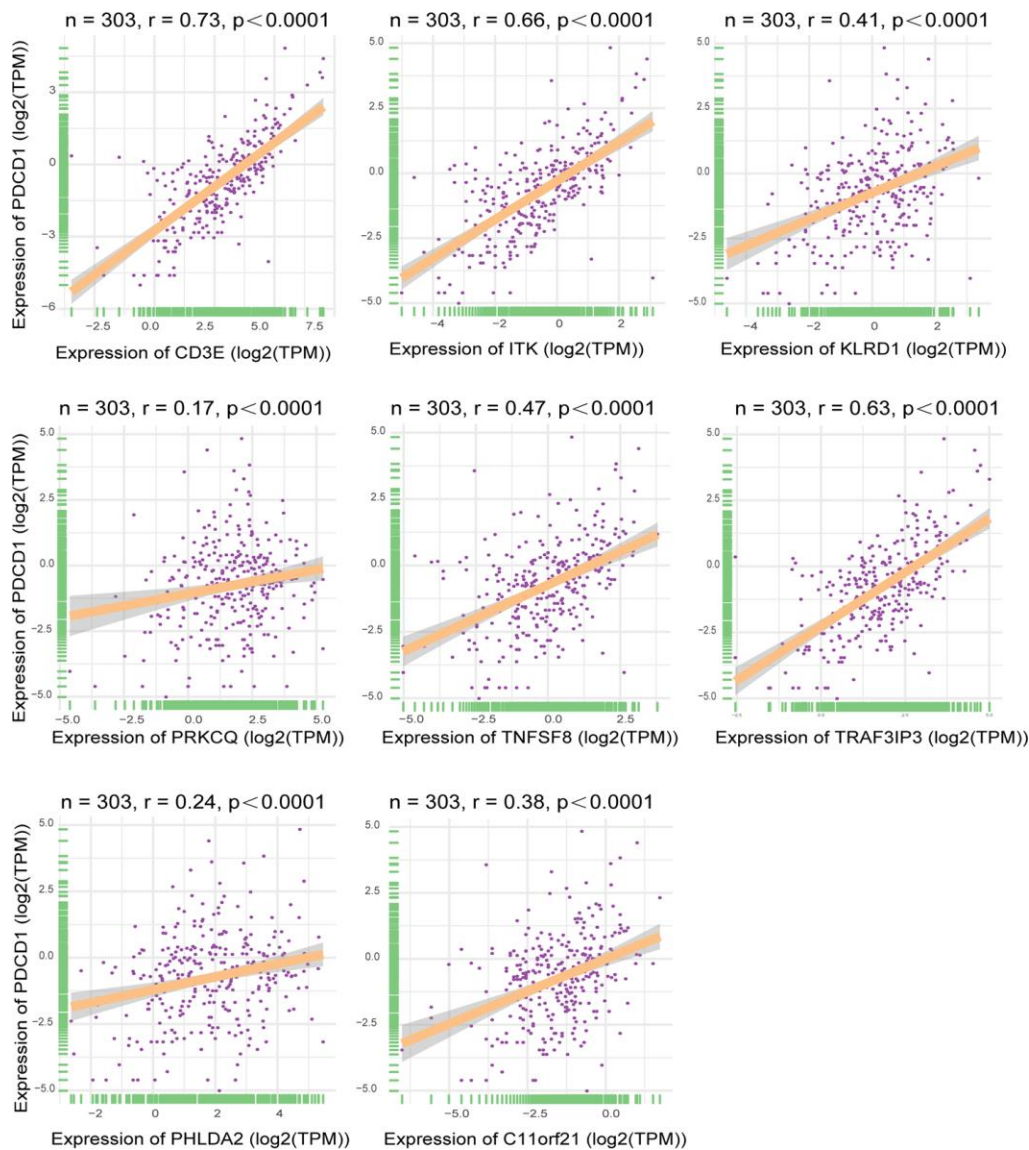 n = 303, r = 0.73, p<0.0001
n = 303, r = 0.66, p<0.0001
n = 303, r = 0.41, p<0.0001
Expression of PDCD1 (log2(TPM))
3
0
−3
−6
−2.5 0.0 2.5 5.0 7.5
Expression of CD3E (log2(TPM))
5.0
2.5
0.0
−2.5
−5.0
−4 −2 0 2
Expression of ITK (log2(TPM))
5.0
2.5
0.0
−2.5
−5.0
−4 −2 0 2
Expression of KLRD1 (log2(TPM))
n = 303, r = 0.17, p<0.0001
n = 303, r = 0.47, p<0.0001
n = 303, r = 0.63, p<0.0001
Expression of PDCD1 (log2(TPM))
5.0
2.5
0.0
−2.5
−5.0
−5.0 −2.5 0.0 2.5 5.0
Expression of PRKCQ (log2(TPM))
5.0
2.5
0.0
−2.5
−5.0
−5.0 −2.5 0.0 2.5
Expression of TNFSF8 (log2(TPM))
5.0
2.5
0.0
−2.5
−5.0
−2.5 0.0 2.5 5.0
Expression of TRAF3IP3 (log2(TPM))
n = 303, r = 0.24, p<0.0001
n = 303, r = 0.38, p<0.0001
Expression of PDCD1 (log2(TPM))
5.0
2.5
0.0
−2.5
−5.0
−2 0 2 4
Expression of PHLDA2 (log2(TPM))
5.0
2.5
0.0
−2.5
−5.0
−5.0 −2.5 0.0
Expression of C11orf21 (log2(TPM))